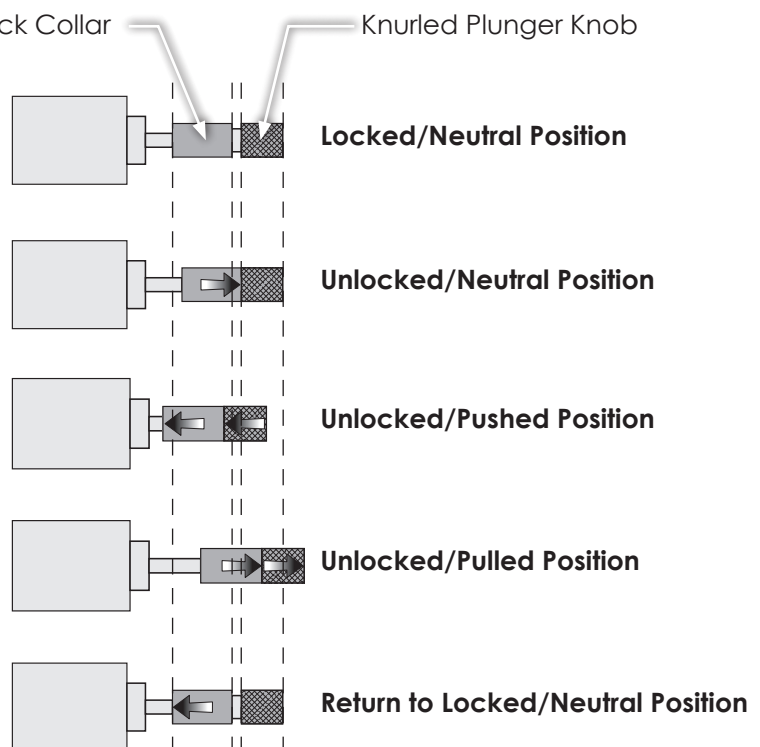 ck Collar
Knurled Plunger Knob
Locked/Neutral Position
Unlocked/Neutral Position
Unlocked/Pushed Position
Unlocked/Pulled Position
Return to Locked/Neutral Position